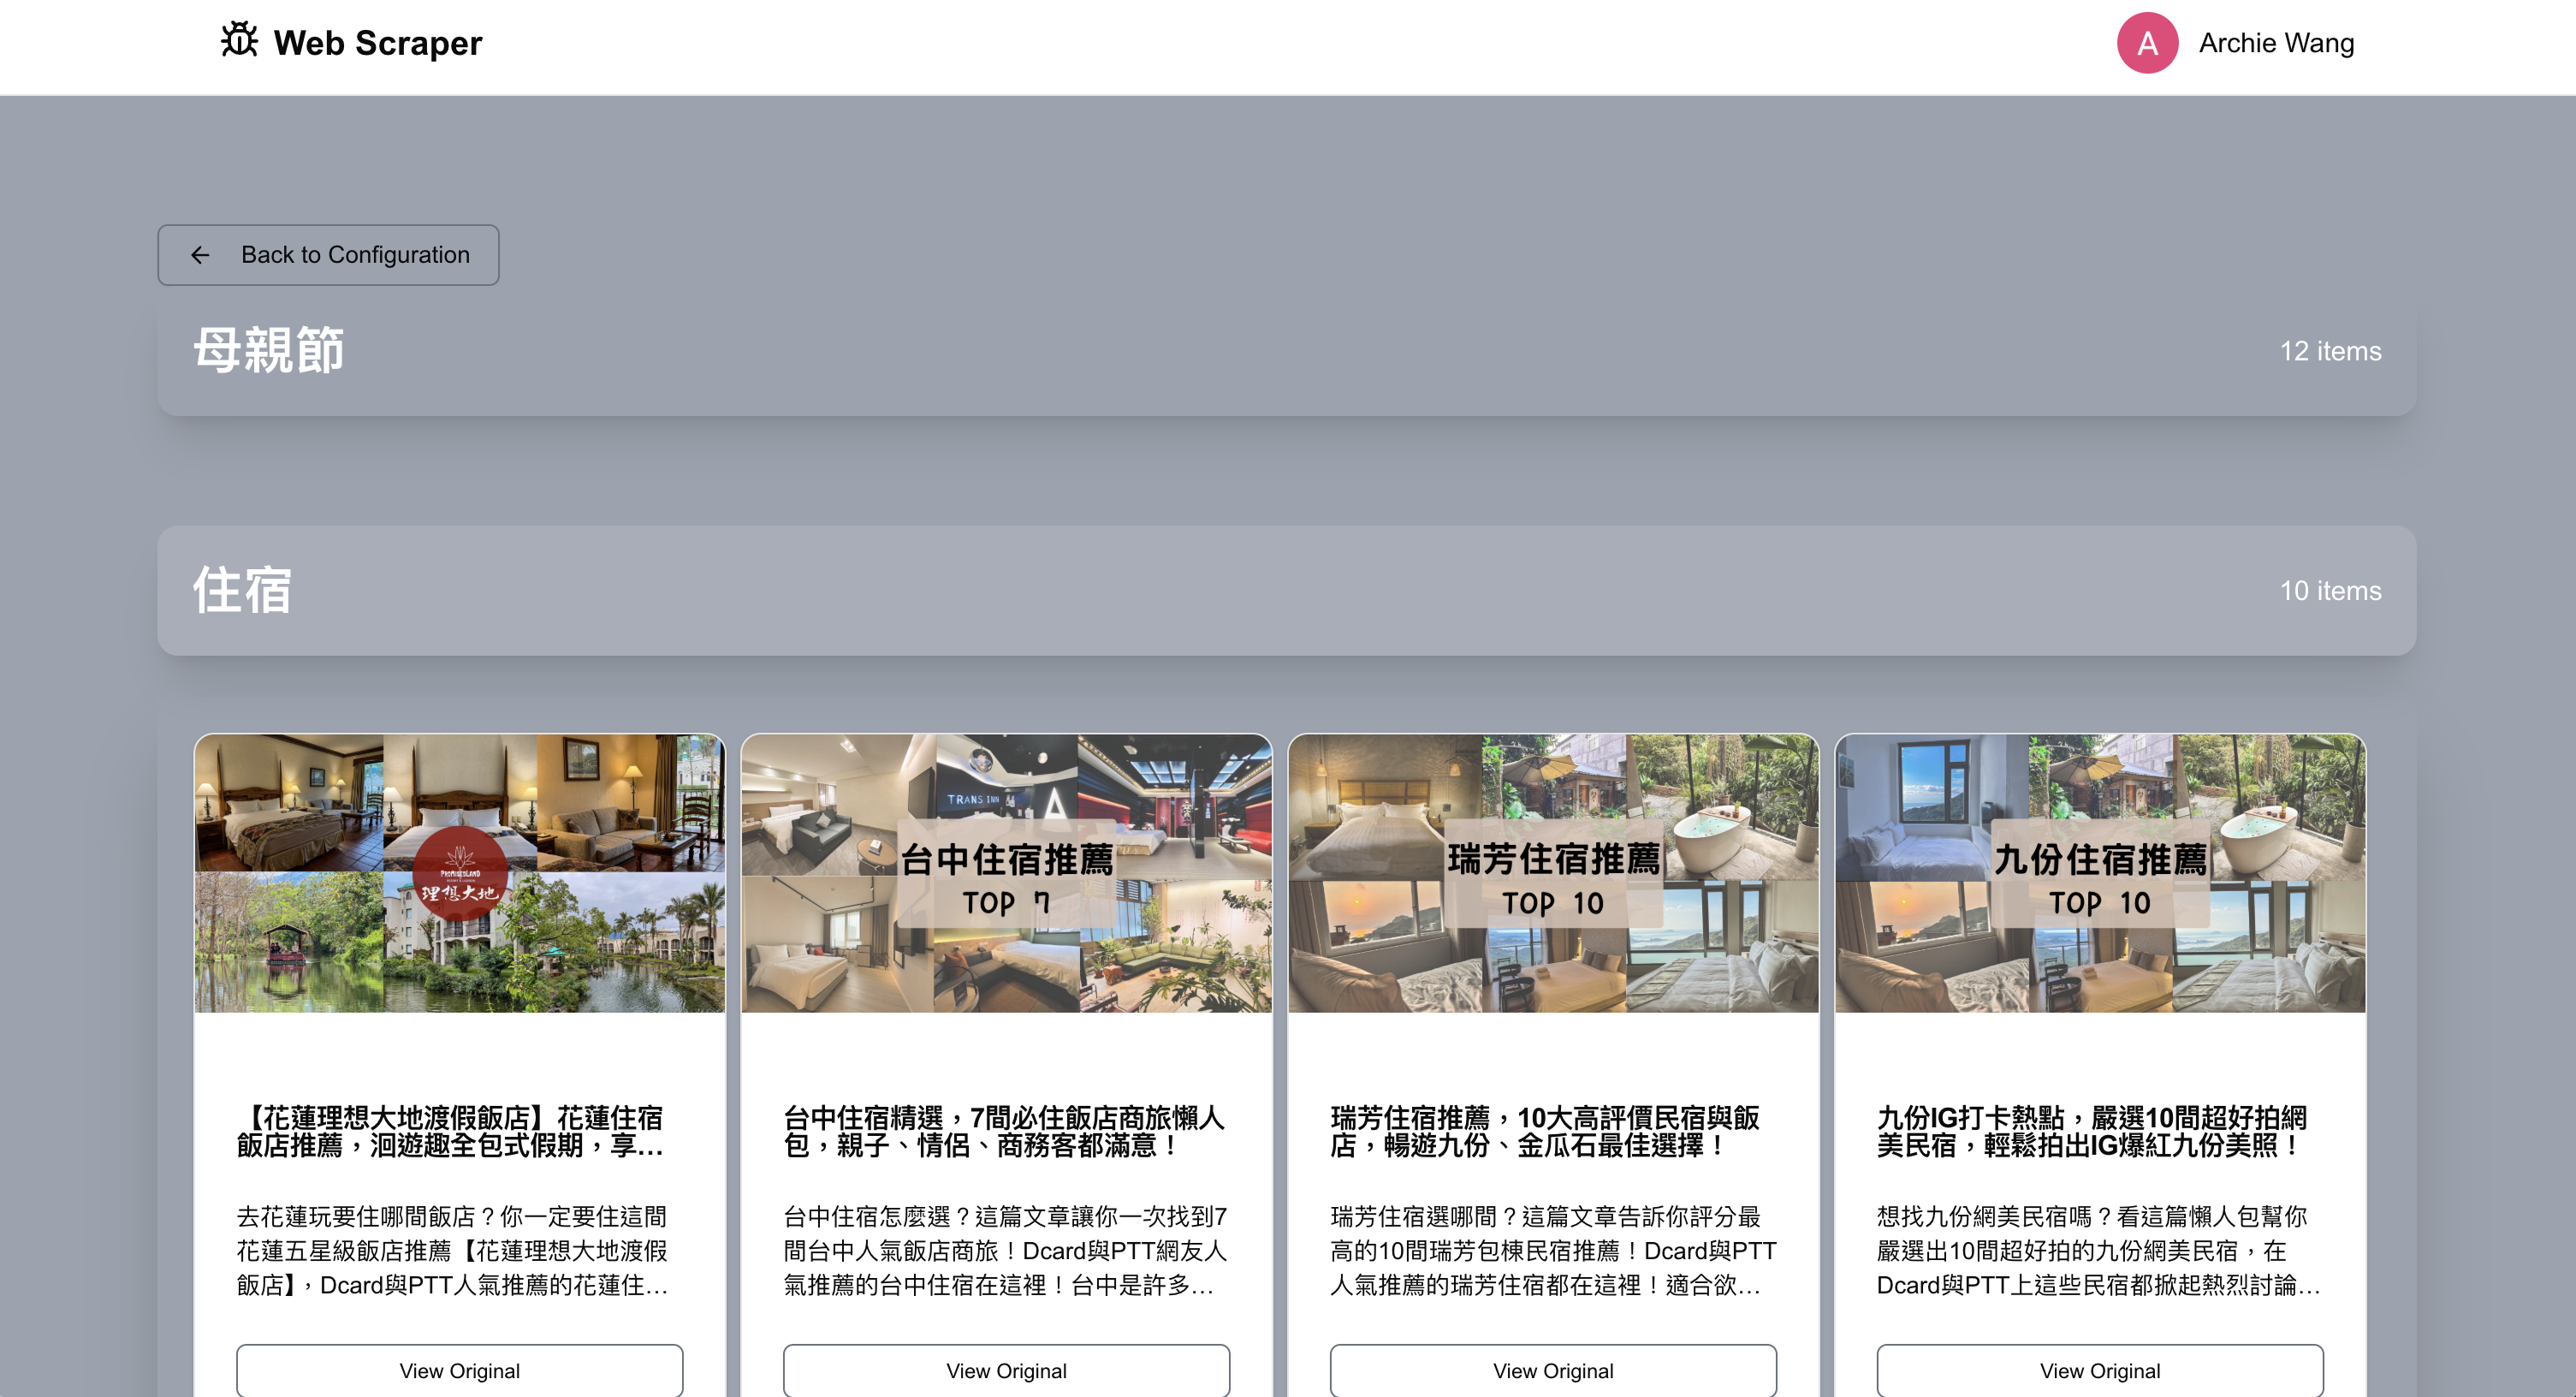 Web Scraper
A
Archie Wang
Back to Configuration
母親節
12 items
住宿
10 items
PROMISEDLAND
理想大地
TRANS INN
台中住宿推薦
TOP 7
瑞芳住宿推薦
TOP 10
九份住宿推薦
TOP 10
【花蓮理想大地渡假飯店】花蓮住宿
飯店推薦，洄遊趣全包式假期，享...
去花蓮玩要住哪間飯店？你一定要住這間
花蓮五星級飯店推薦【花蓮理想大地渡假
飯店】，Dcard與PTT人氣推薦的花蓮住...
View Original
台中住宿精選，7間必住飯店商旅懶人
包，親子、情侶、商務客都滿意！
台中住宿怎麼選？這篇文章讓你一次找到7
間台中人氣飯店商旅！Dcard與PTT網友人
氣推薦的台中住宿在這裡！台中是許多...
View Original
瑞芳住宿推薦，10大高評價民宿與飯
店，暢遊九份、金瓜石最佳選擇！
瑞芳住宿選哪間？這篇文章告訴你評分最
高的10間瑞芳包棟民宿推薦！Dcard與PTT
人氣推薦的瑞芳住宿都在這裡！適合欲...
View Original
九份IG打卡熱點，嚴選10間超好拍網
美民宿，輕鬆拍出IG爆紅九份美照！
想找九份網美民宿嗎？看這篇懶人包幫你
嚴選出10間超好拍的九份網美民宿，在
Dcard與PTT上這些民宿都掀起熱烈討論...
View Original